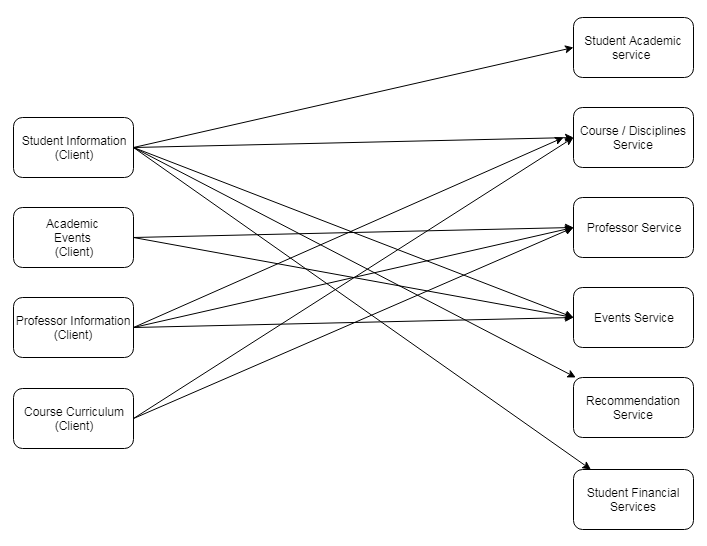 Student Information
(Client)
Academic
Events
(Client)
Professor Information
(Client)
Course Curriculum
(Client)
Student Academic
service
Course / Disciplines
Service
Professor Service
Events Service
Recommendation
Service
Student Financial
Services